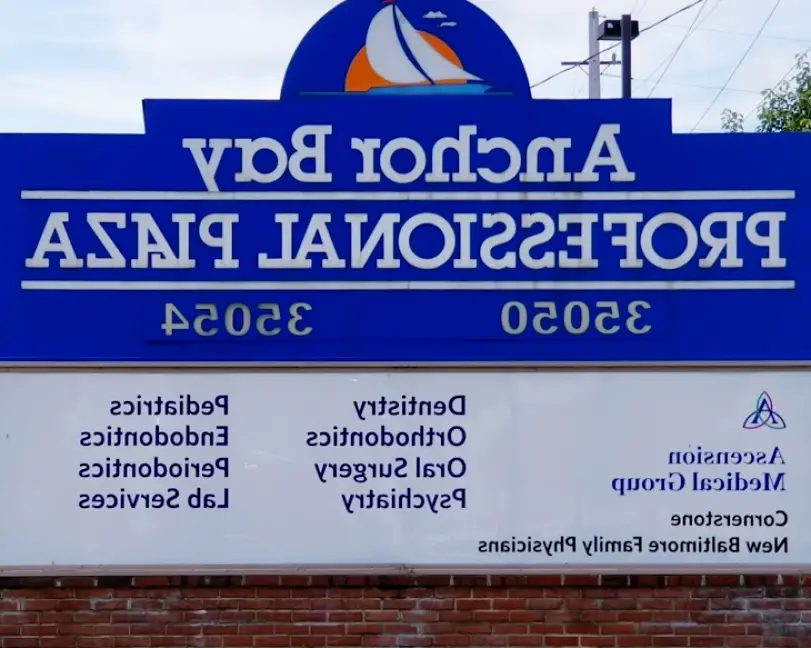 Anchor Bay
PROFESSIONAL PLAZA
35050 35054
Ascension
Medical Group
Cornerstone
New Baltimore Family Physicians
Dentistry
Orthodontics
Oral Surgery
Psychiatry
Pediatrics
Endodontics
Periodontics
Lab Services